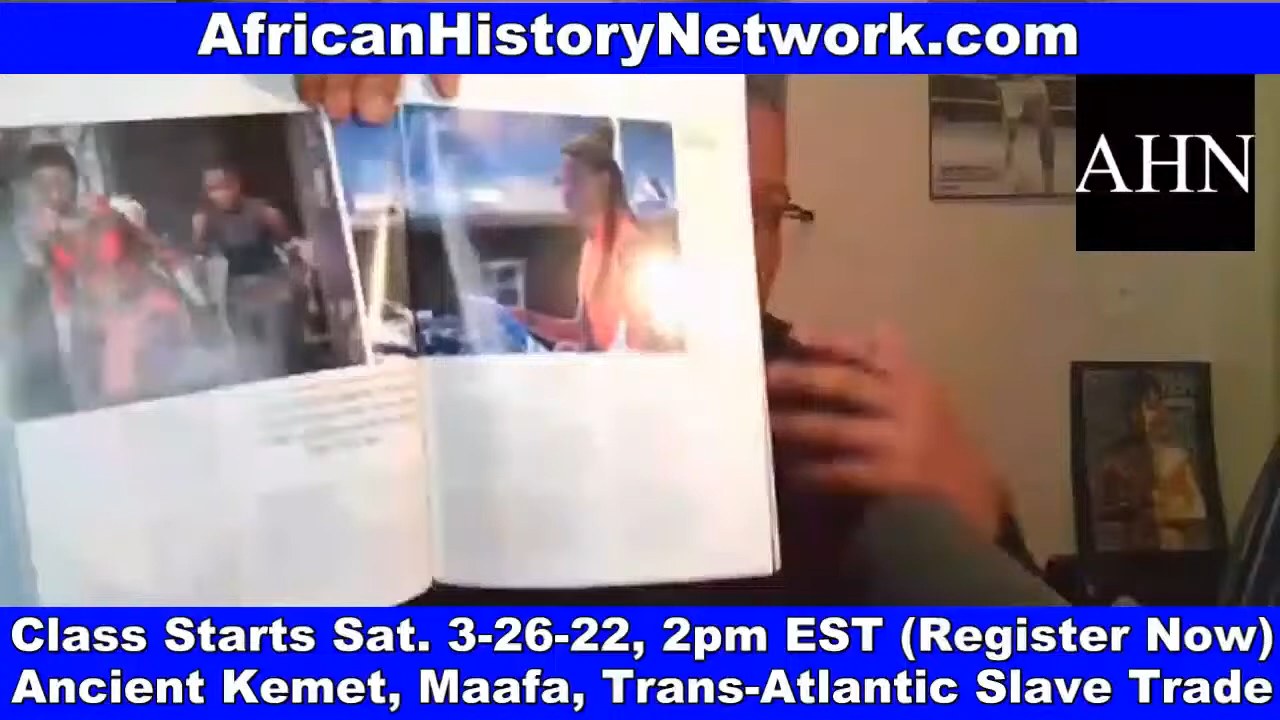 AfricanHistoryNetwork.com
AHN
Class Starts Sat. 3-26-22, 2pm EST (Register Now)
Ancient Kemet, Maafa, Trans-Atlantic Slave Trade